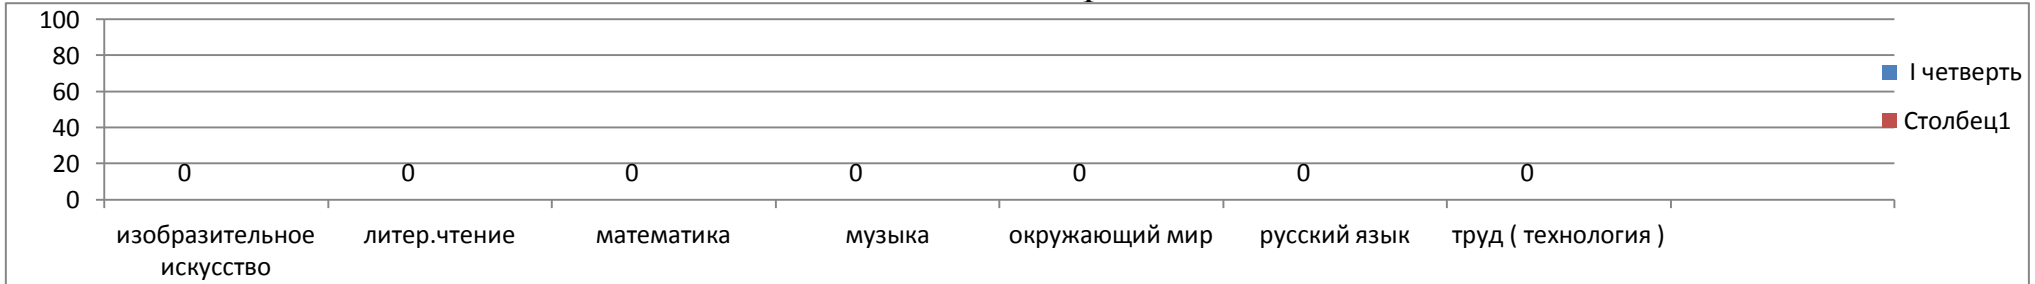 100
80
60
40
20
0
0 0 0 0 0 0 0
изобразительное искусство
литер.чтение
математика
музыка
окружающий мир
русский язык
труд ( технология )
I четверть
Столбец1